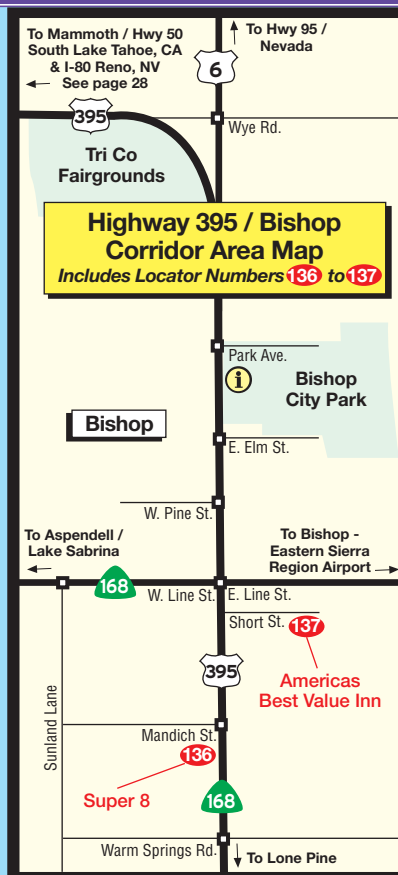 To Mammoth / Hwy 50
South Lake Tahoe, CA
& I-80 Reno, NV
See page 28
To Hwy 95 /
Nevada
6
395
Wye Rd.
Tri Co
Fairgrounds
Highway 395 / Bishop
Corridor Area Map
Includes Locator Numbers 136 to 137
Park Ave.
i
Bishop
City Park
Bishop
E. Elm St.
W. Pine St.
To Aspendell /
Lake Sabrina
To Bishop -
Eastern Sierra
Region Airport
168
W. Line St.
E. Line St.
Short St.
137
Americas
Best Value Inn
395
Sunland Lane
Mandich St.
136
Super 8
168
Warm Springs Rd.
To Lone Pine